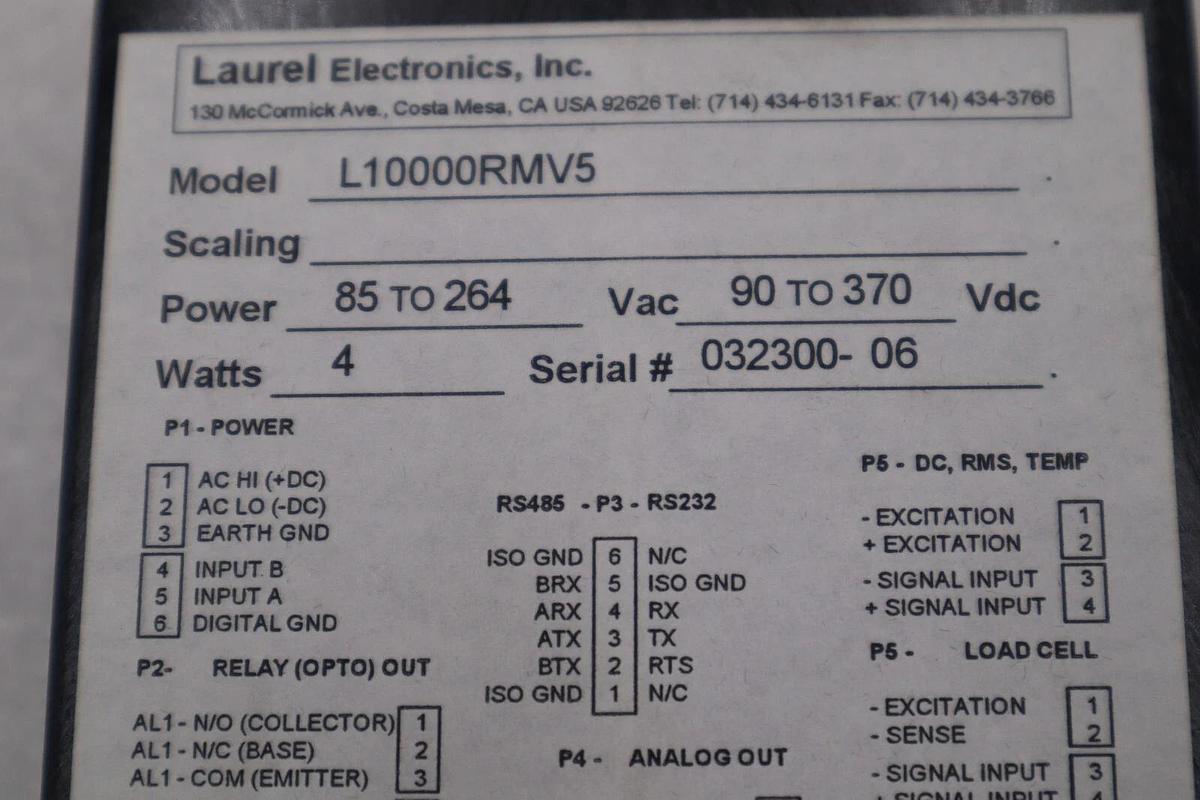 Laurel Electronics, Inc.
130 McCormick Ave., Costa Mesa, CA USA 92626 Tel: (714) 434-6131 Fax: (714) 434-3766
Model L10000RMV5 .
Scaling .
Power 85 TO 264 Vac 90 TO 370 Vdc
Watts 4 Serial # 032300- 06 .
P1 - POWER
1 AC HI (+DC)
2 AC LO (-DC)
3 EARTH GND
4 INPUT B
5 INPUT A
6 DIGITAL GND
P2- RELAY (OPTO) OUT
AL1 - N/O (COLLECTOR) 1
AL1 - N/C (BASE) 2
AL1 - COM (EMITTER) 3
RS485 - P3 - RS232
ISO GND 6 N/C
BRX 5 ISO GND
ARX 4 RX
ATX 3 TX
BTX 2 RTS
ISO GND 1 N/C
P4 - ANALOG OUT
P5 - DC, RMS, TEMP
- EXCITATION 1
+ EXCITATION 2
- SIGNAL INPUT 3
+ SIGNAL INPUT 4
P5 - LOAD CELL
- EXCITATION 1
- SENSE 2
- SIGNAL INPUT 3
+ SIGNAL INPUT 4